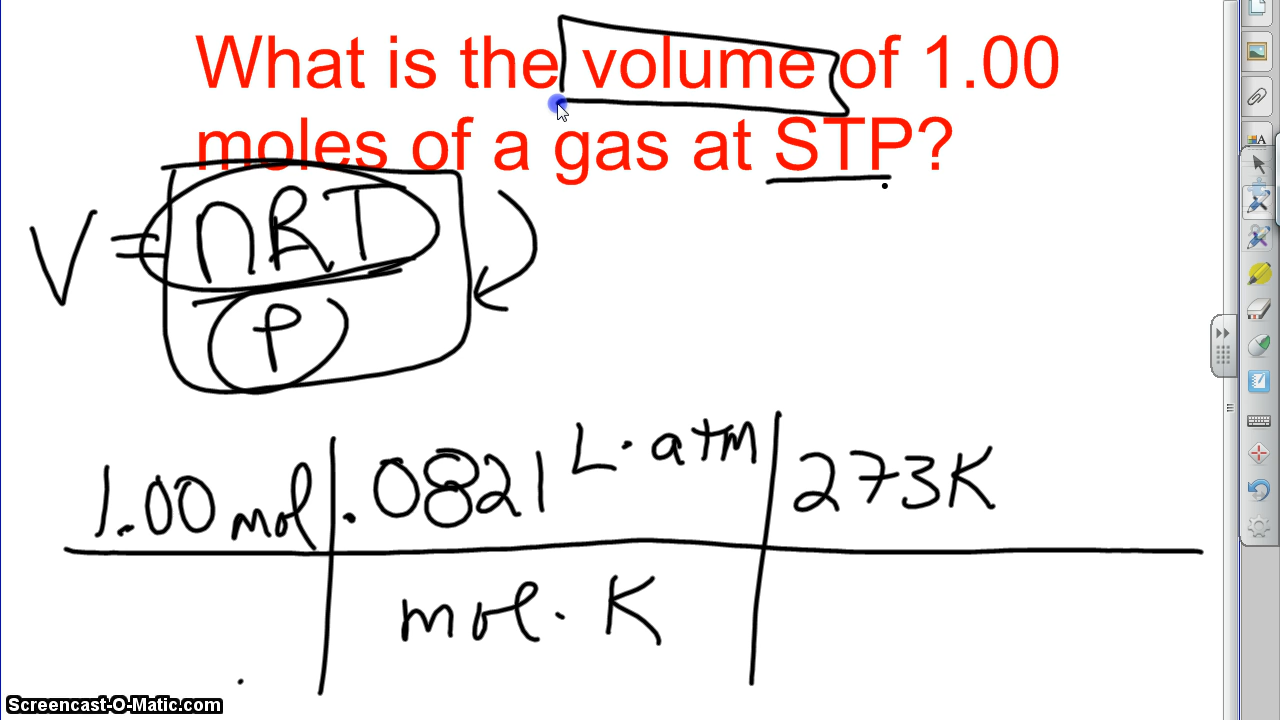 What is the volume of 1.00
moles of a gas at STP?
V = nRT
P
1.00 mol .0821 L·atm 273K
mol·K
Screencast-O-Matic.com